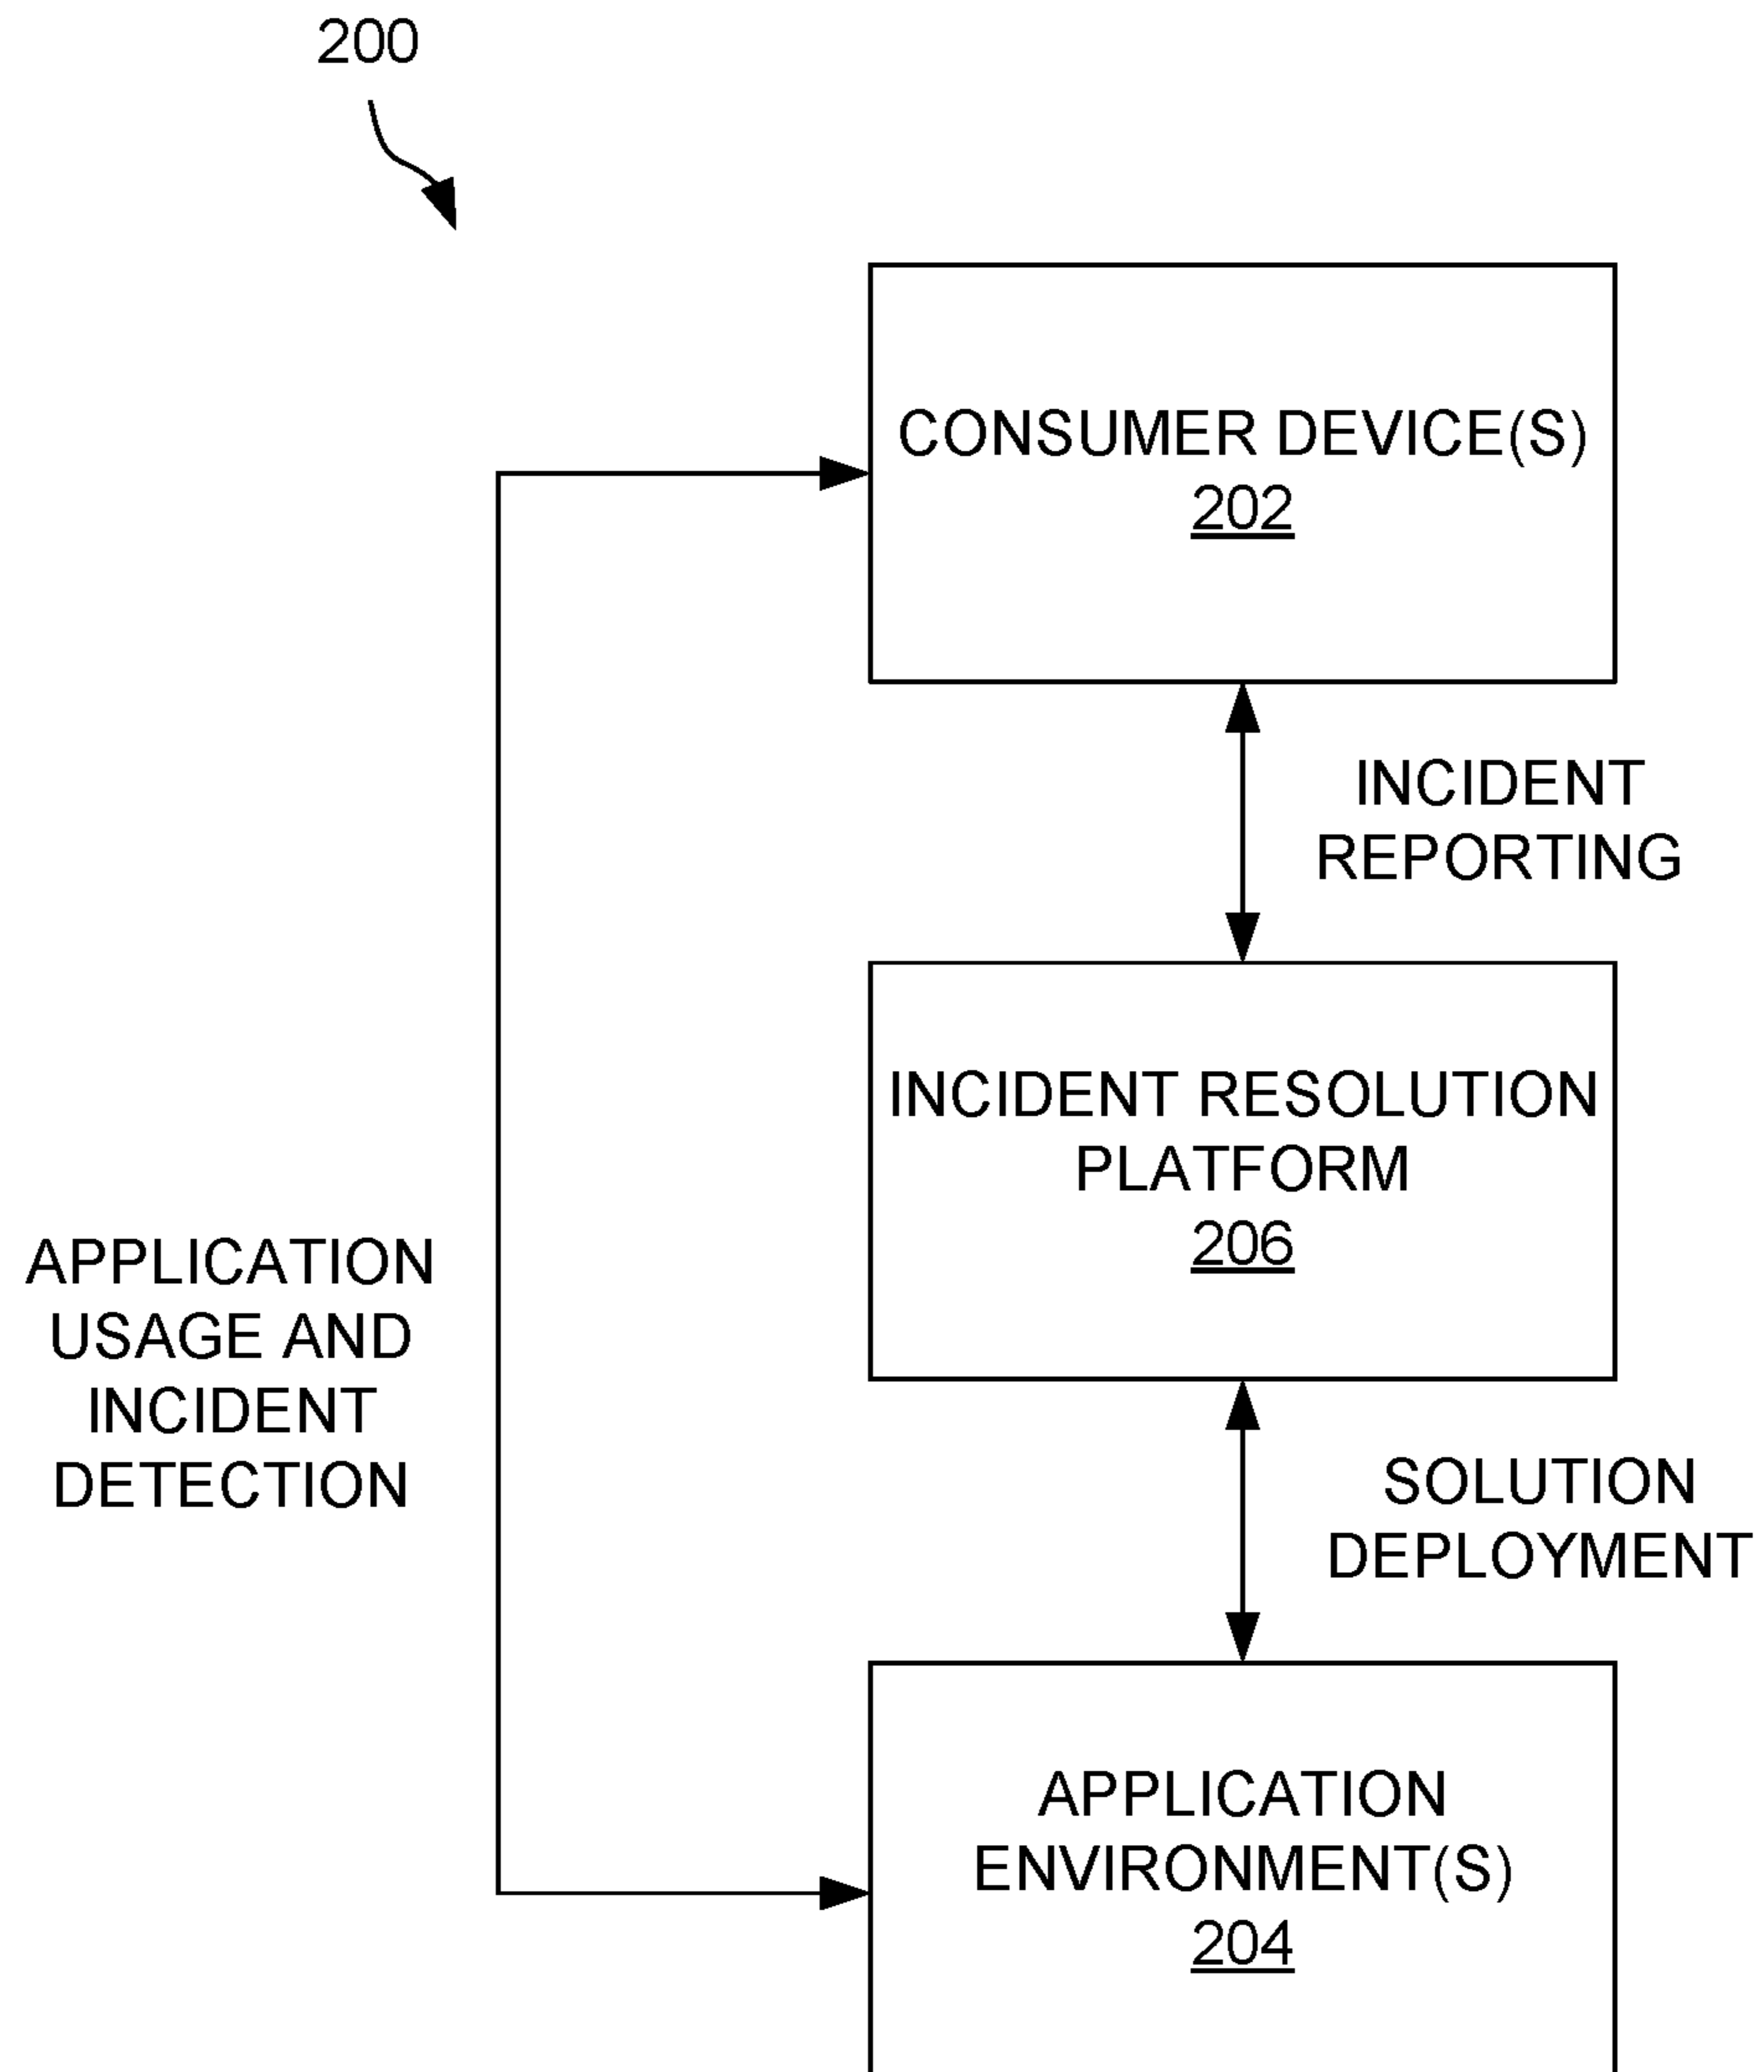 200
CONSUMER DEVICE(S)
202
INCIDENT
REPORTING
INCIDENT RESOLUTION
PLATFORM
206
APPLICATION
USAGE AND
INCIDENT
DETECTION
SOLUTION
DEPLOYMENT
APPLICATION
ENVIRONMENT(S)
204